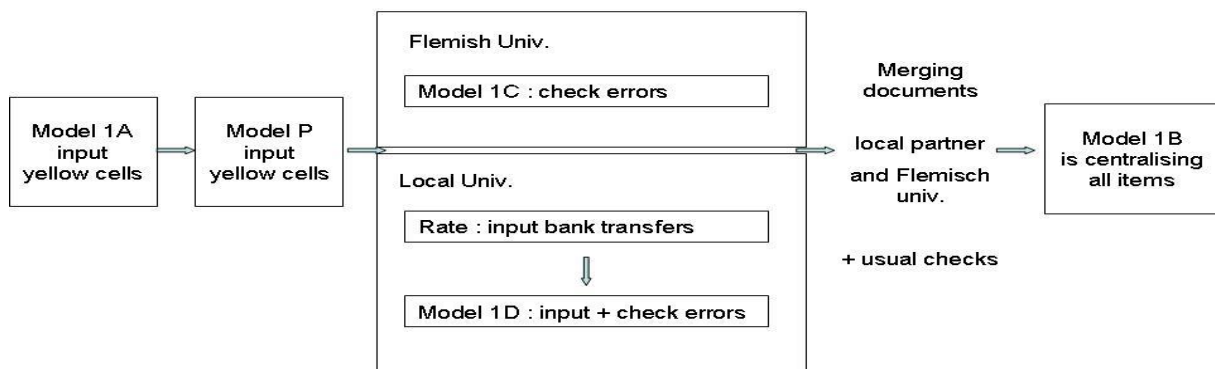 Model 1A
input
yellow cells
Model P
input
yellow cells
Flemish Univ.
Model 1C : check errors
Local Univ.
Rate : input bank transfers
Model 1D : input + check errors
Merging
documents
local partner
and Flemisch
univ.
+ usual checks
Model 1B
is centralising
all items